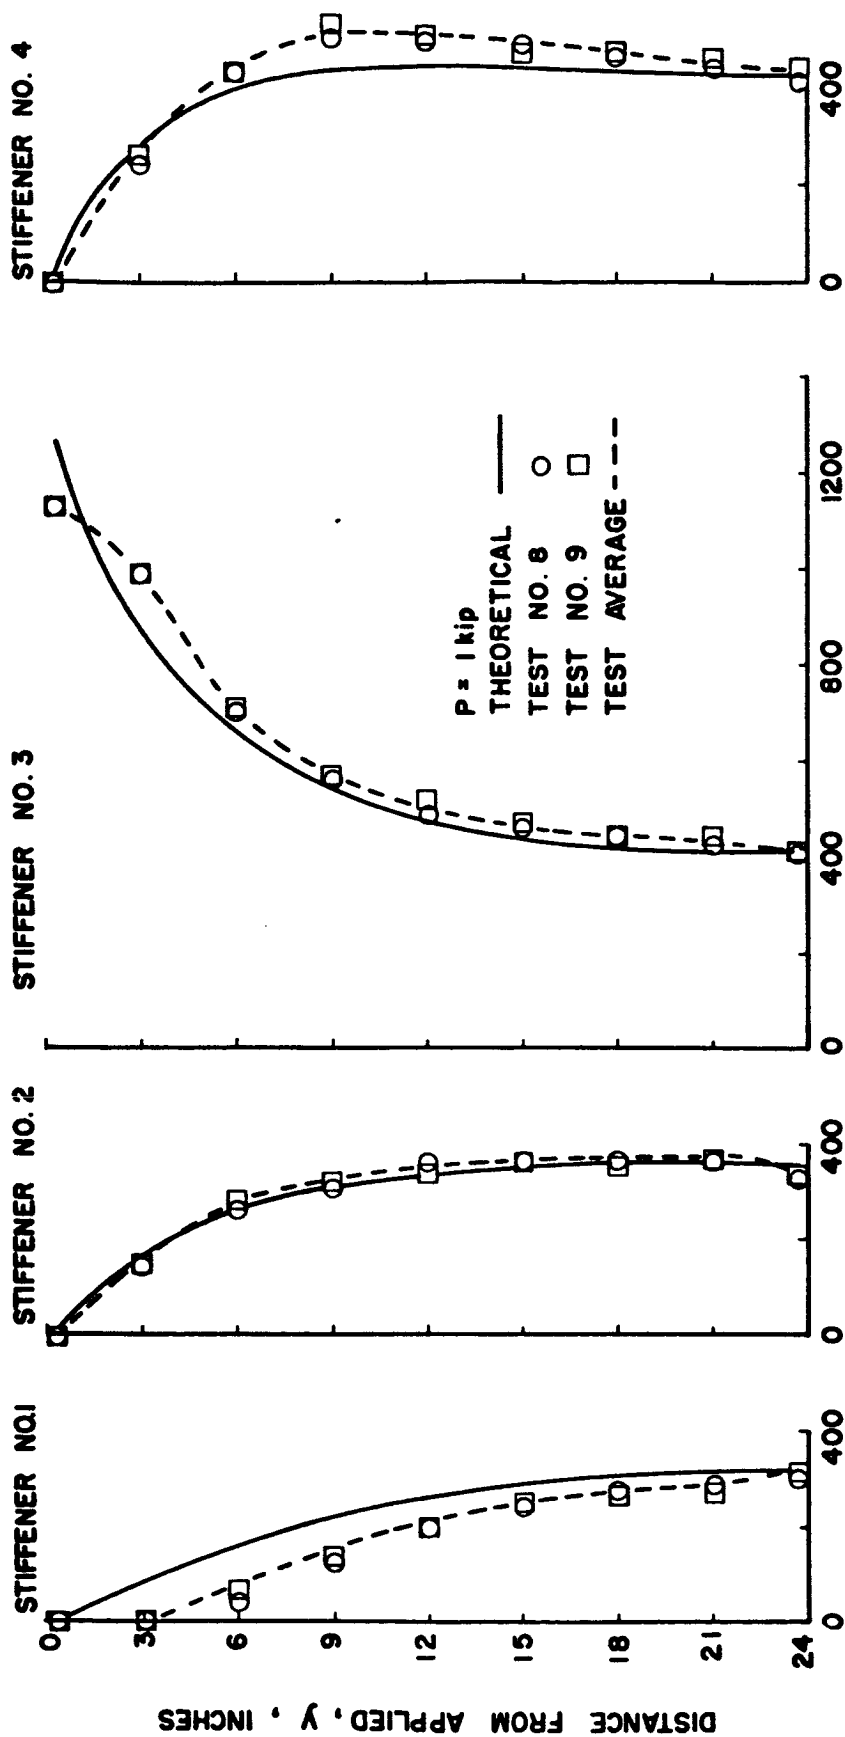 STIFFENER NO.1
STIFFENER NO. 2
STIFFENER NO. 3
STIFFENER NO. 4
DISTANCE FROM APPLIED, y, INCHES
0
3
6
9
12
15
18
21
24
P = 1 kip
THEORETICAL
TEST NO. 8
TEST NO. 9
TEST AVERAGE
0 400
0 400
0 400 800 1200
0 400